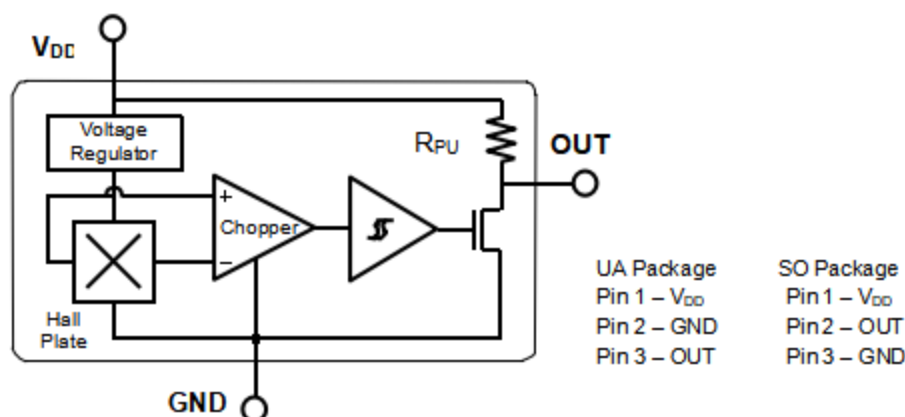 VDD
Voltage
Regulator
RPU
OUT
+
Chopper
−
Hall
Plate
GND
UA Package
Pin 1 – VDD
Pin 2 – GND
Pin 3 – OUT
SO Package
Pin 1 – VDD
Pin 2 – OUT
Pin 3 – GND